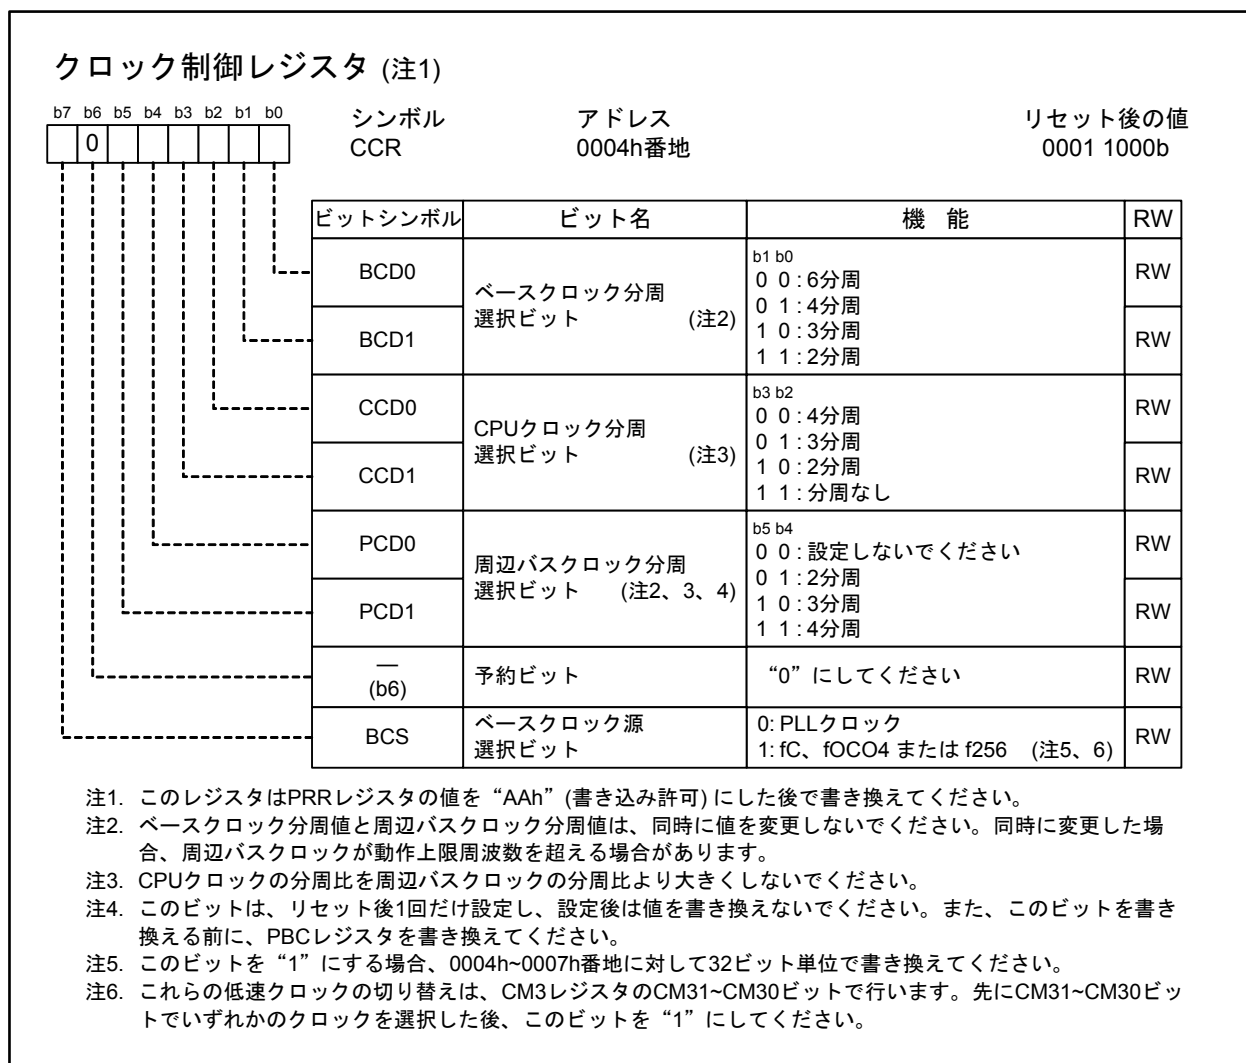 クロック制御レジスタ (注1)
b7 b6 b5 b4 b3 b2 b1 b0
0
シンボル アドレス リセット後の値
CCR 0004h番地 0001 1000b
ビットシンボル ビット名 機 能 RW
BCD0
BCD1
ベースクロック分周
選択ビット (注2)
b1 b0
0 0 : 6分周
0 1 : 4分周
1 0 : 3分周
1 1 : 2分周
RW
RW
CCD0
CCD1
CPUクロック分周
選択ビット (注3)
b3 b2
0 0 : 4分周
0 1 : 3分周
1 0 : 2分周
1 1 : 分周なし
RW
RW
PCD0
PCD1
周辺バスクロック分周
選択ビット (注2、3、4)
b5 b4
0 0 : 設定しないでください
0 1 : 2分周
1 0 : 3分周
1 1 : 4分周
RW
RW
—
(b6)
予約ビット
“0”にしてください
RW
BCS
ベースクロック源
選択ビット
0: PLLクロック
1: fC、fOCO4 または f256 (注5、6)
RW
注1. このレジスタはPRRレジスタの値を“AAh”(書き込み許可) にした後で書き換えてください。
注2. ベースクロック分周値と周辺バスクロック分周値は、同時に値を変更しないでください。同時に変更した場
合、周辺バスクロックが動作上限周波数を超える場合があります。
注3. CPUクロックの分周比を周辺バスクロックの分周比より大きくしないでください。
注4. このビットは、リセット後1回だけ設定し、設定後は値を書き換えないでください。また、このビットを書き
換える前に、PBCレジスタを書き換えてください。
注5. このビットを“1”にする場合、0004h~0007h番地に対して32ビット単位で書き換えてください。
注6. これらの低速クロックの切り替えは、CM3レジスタのCM31~CM30ビットで行います。先にCM31~CM30ビッ
トでいずれかのクロックを選択した後、このビットを“1”にしてください。